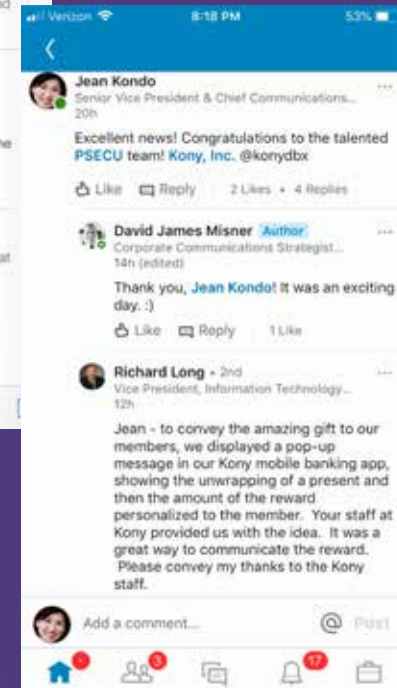 Verizon 8:18 PM 53%
Jean Kondo
Senior Vice President & Chief Communications...
20h
Excellent news! Congratulations to the talented
PSECU team! Kony, Inc. @konydbx
Like Reply 2 Likes • 4 Replies
David James Misner Author
Corporate Communications Strategist...
14h (edited)
Thank you, Jean Kondo! It was an exciting
day. :)
Like Reply 1 Like
Richard Long • 2nd
Vice President, Information Technology...
12h
Jean - to convey the amazing gift to our
members, we displayed a pop-up
message in our Kony mobile banking app,
showing the unwrapping of a present and
then the amount of the reward
personalized to the member. Your staff at
Kony provided us with the idea. It was a
great way to communicate the reward.
Please convey my thanks to the Kony
staff.
Add a comment... @ Post
3 17